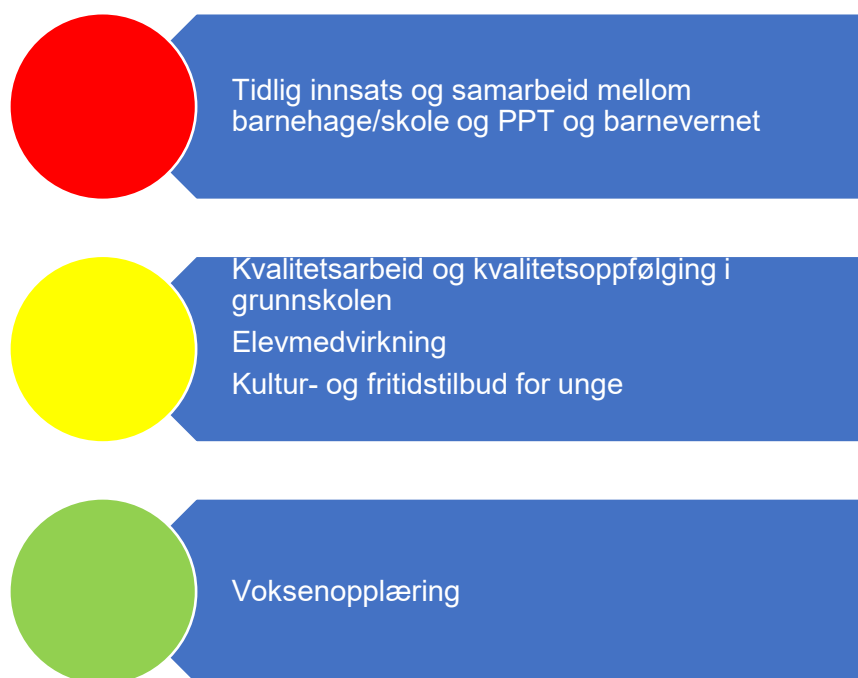 Tidlig innsats og samarbeid mellom
barnehage/skole og PPT og barnevernet
Kvalitetsarbeid og kvalitetsoppfølging i
grunnskolen
Elevmedvirkning
Kultur- og fritidstilbud for unge
Voksenopplæring